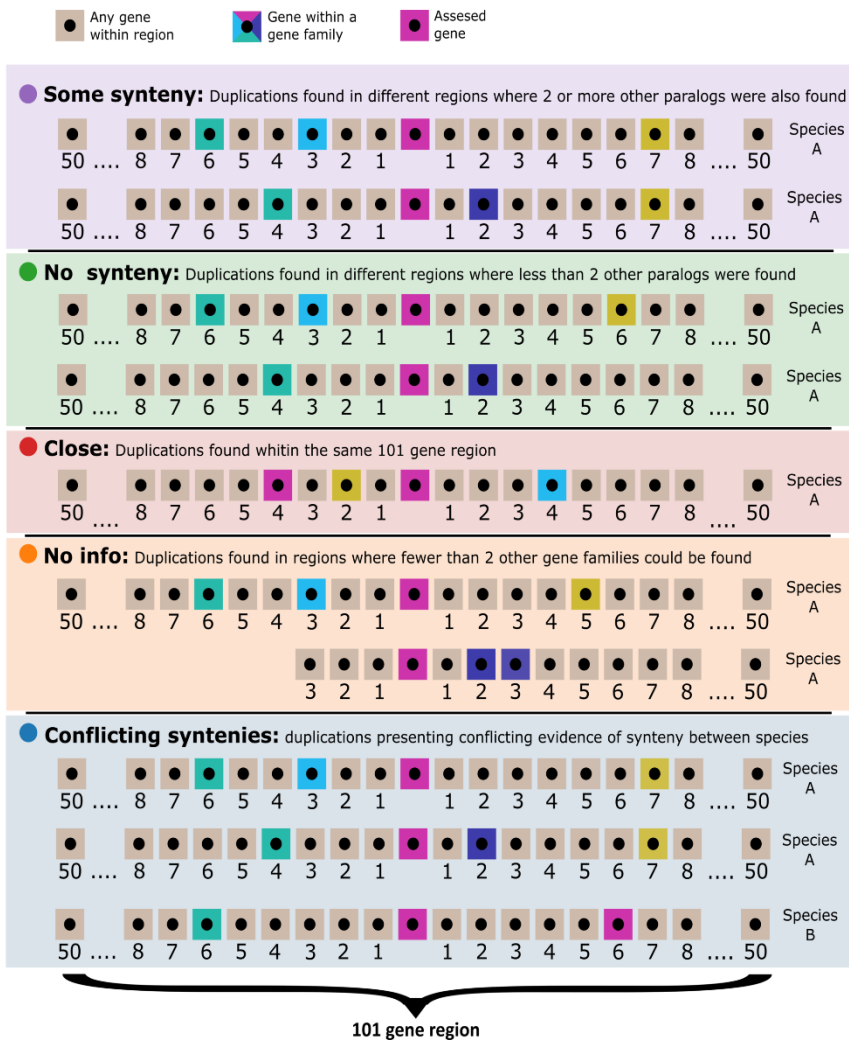 Any gene within region
Gene within a gene family
Assesed gene
Some synteny: Duplications found in different regions where 2 or more other paralogs were also found
Species A
50 .... 8 7 6 5 4 3 2 1 1 2 3 4 5 6 7 8 .... 50
Species A
50 .... 8 7 6 5 4 3 2 1 1 2 3 4 5 6 7 8 .... 50
No synteny: Duplications found in different regions where less than 2 other paralogs were found
Species A
50 .... 8 7 6 5 4 3 2 1 1 2 3 4 5 6 7 8 .... 50
Species A
50 .... 8 7 6 5 4 3 2 1 1 2 3 4 5 6 7 8 .... 50
Close: Duplications found whitin the same 101 gene region
Species A
50 .... 8 7 6 5 4 3 2 1 1 2 3 4 5 6 7 8 .... 50
No info: Duplications found in regions where fewer than 2 other gene families could be found
Species A
50 .... 8 7 6 5 4 3 2 1 1 2 3 4 5 6 7 8 .... 50
Species A
3 2 1 1 2 3 4 5 6 7 8 .... 50
Conflicting syntenies: duplications presenting conflicting evidence of synteny between species
Species A
50 .... 8 7 6 5 4 3 2 1 1 2 3 4 5 6 7 8 .... 50
Species A
50 .... 8 7 6 5 4 3 2 1 1 2 3 4 5 6 7 8 .... 50
Species B
50 .... 8 7 6 5 4 3 2 1 1 2 3 4 5 6 7 8 .... 50
101 gene region